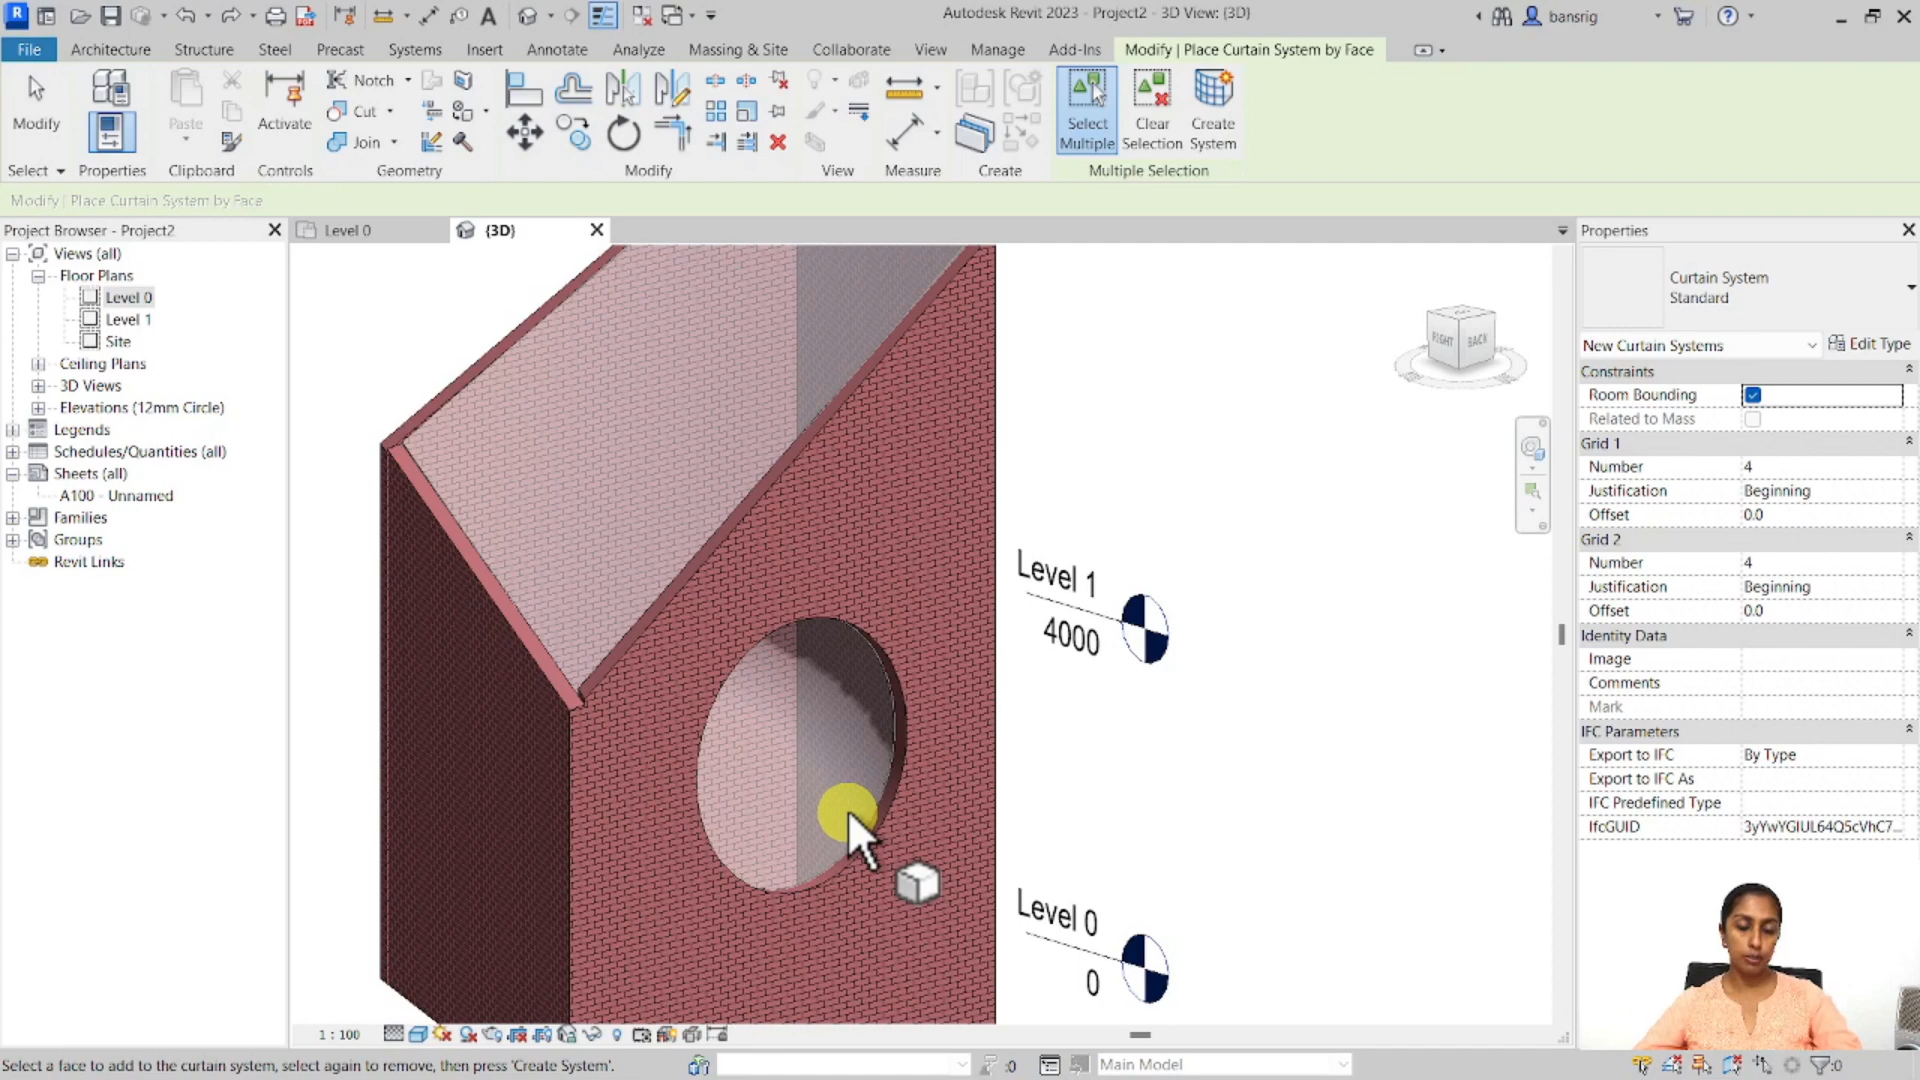 Autodesk Revit 2023 - Project2 - 3D View: {3D}
bansrig
File Architecture Structure Steel Precast Systems Insert Annotate Analyze Massing & Site Collaborate View Manage Add-Ins Modify | Place Curtain System by Face
Modify Paste Activate Notch Cut Join Select Multiple Clear Selection Create System
Select Properties Clipboard Controls Geometry Modify View Measure Create Multiple Selection
Modify | Place Curtain System by Face
Project Browser - Project2
Views (all)
Floor Plans
Level 0
Level 1
Site
Ceiling Plans
3D Views
Elevations (12mm Circle)
Legends
Schedules/Quantities (all)
Sheets (all)
A100 - Unnamed
Families
Groups
Revit Links
Level 0
{3D}
RIGHT BACK
Level 1
4000
Level 0
0
Properties
Curtain System
Standard
New Curtain Systems Edit Type
Constraints
Room Bounding
Related to Mass
Grid 1
Number 4
Justification Beginning
Offset 0.0
Grid 2
Number 4
Justification Beginning
Offset 0.0
Identity Data
Image
Comments
Mark
IFC Parameters
Export to IFC By Type
Export to IFC As
IFC Predefined Type
IfcGUID 3yYwYGIUL64Q5cVhC7...
1 : 100
Select a face to add to the curtain system, select again to remove, then press 'Create System'.
:0
Main Model
:0